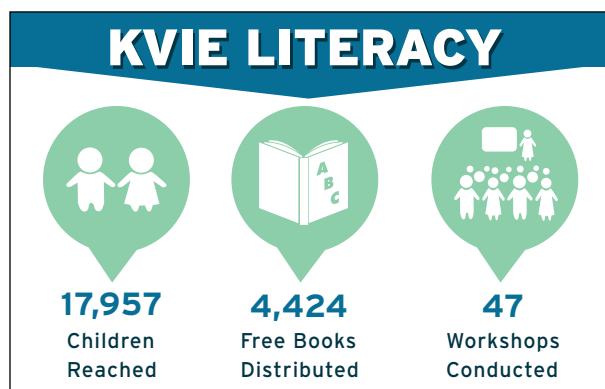 KVIE LITERACY
A
B
C
17,957
Children
Reached
4,424
Free Books
Distributed
47
Workshops
Conducted